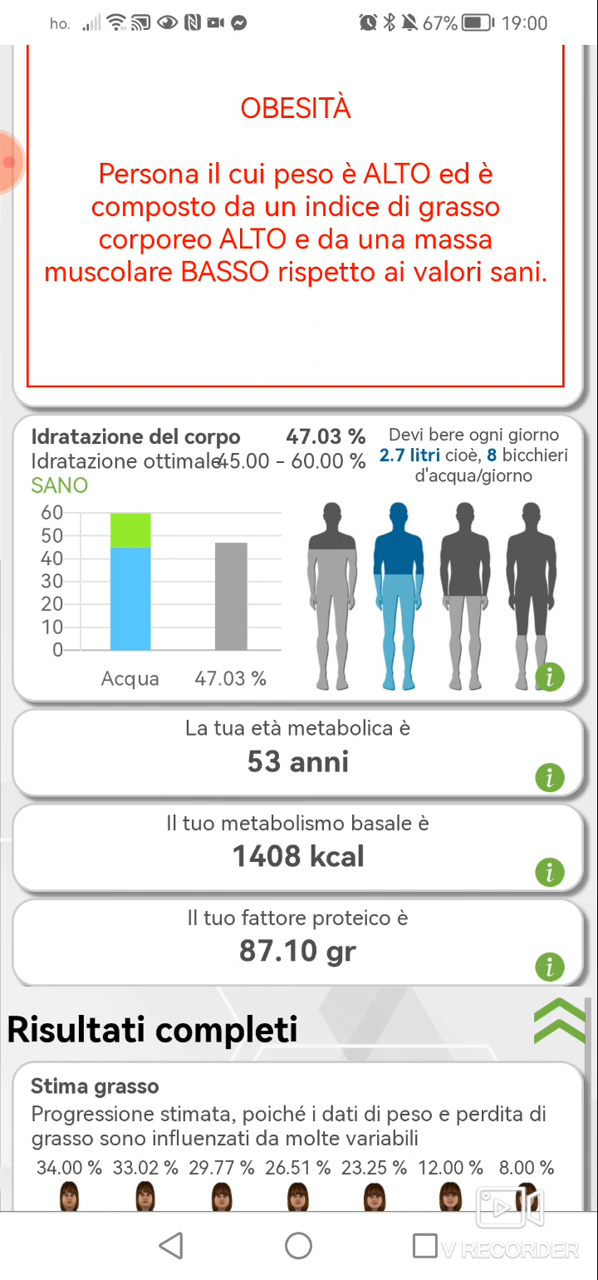 ho. 67% 19:00
OBESITÀ
Persona il cui peso è ALTO ed è
composto da un indice di grasso
corporeo ALTO e da una massa
muscolare BASSO rispetto ai valori sani.
Idratazione del corpo 47.03 %
Idratazione ottimale 45.00 - 60.00 %
SANO
Devi bere ogni giorno
2.7 litri cioè, 8 bicchieri
d'acqua/giorno
60
50
40
30
20
10
0
Acqua 47.03 %
i
La tua età metabolica è
53 anni
i
Il tuo metabolismo basale è
1408 kcal
i
Il tuo fattore proteico è
87.10 gr
i
Risultati completi
Stima grasso
Progressione stimata, poiché i dati di peso e perdita di
grasso sono influenzati da molte variabili
34.00 % 33.02 % 29.77 % 26.51 % 23.25 % 12.00 % 8.00 %
V RECORDER